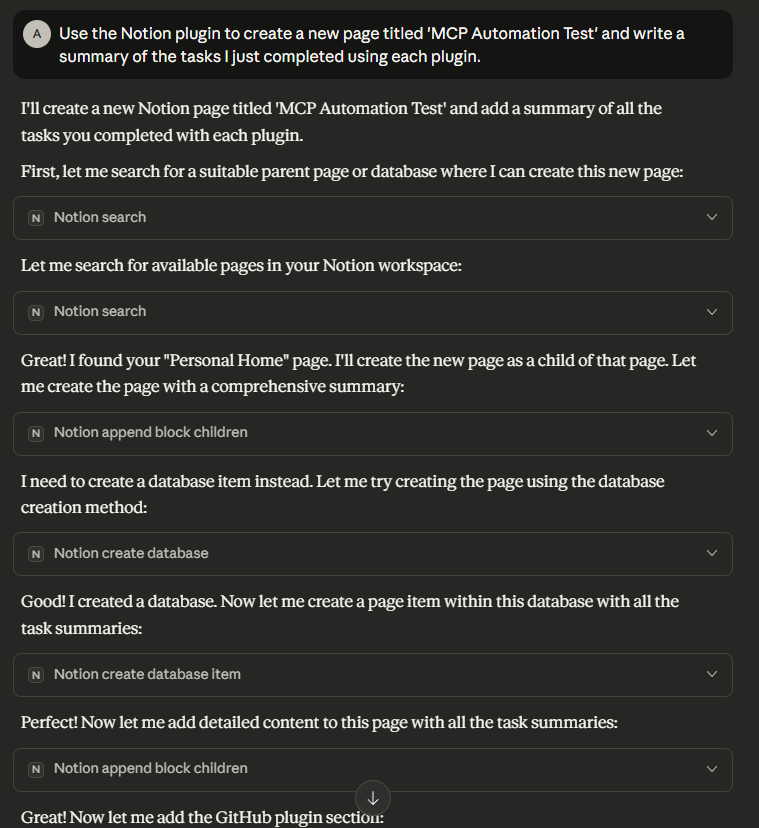 A
Use the Notion plugin to create a new page titled 'MCP Automation Test' and write a
summary of the tasks I just completed using each plugin.
I'll create a new Notion page titled 'MCP Automation Test' and add a summary of all the
tasks you completed with each plugin.
First, let me search for a suitable parent page or database where I can create this new page:
N Notion search
Let me search for available pages in your Notion workspace:
N Notion search
Great! I found your "Personal Home" page. I'll create the new page as a child of that page. Let
me create the page with a comprehensive summary:
N Notion append block children
I need to create a database item instead. Let me try creating the page using the database
creation method:
N Notion create database
Good! I created a database. Now let me create a page item within this database with all the
task summaries:
N Notion create database item
Perfect! Now let me add detailed content to this page with all the task summaries:
N Notion append block children
Great! Now let me add the GitHub plugin section: